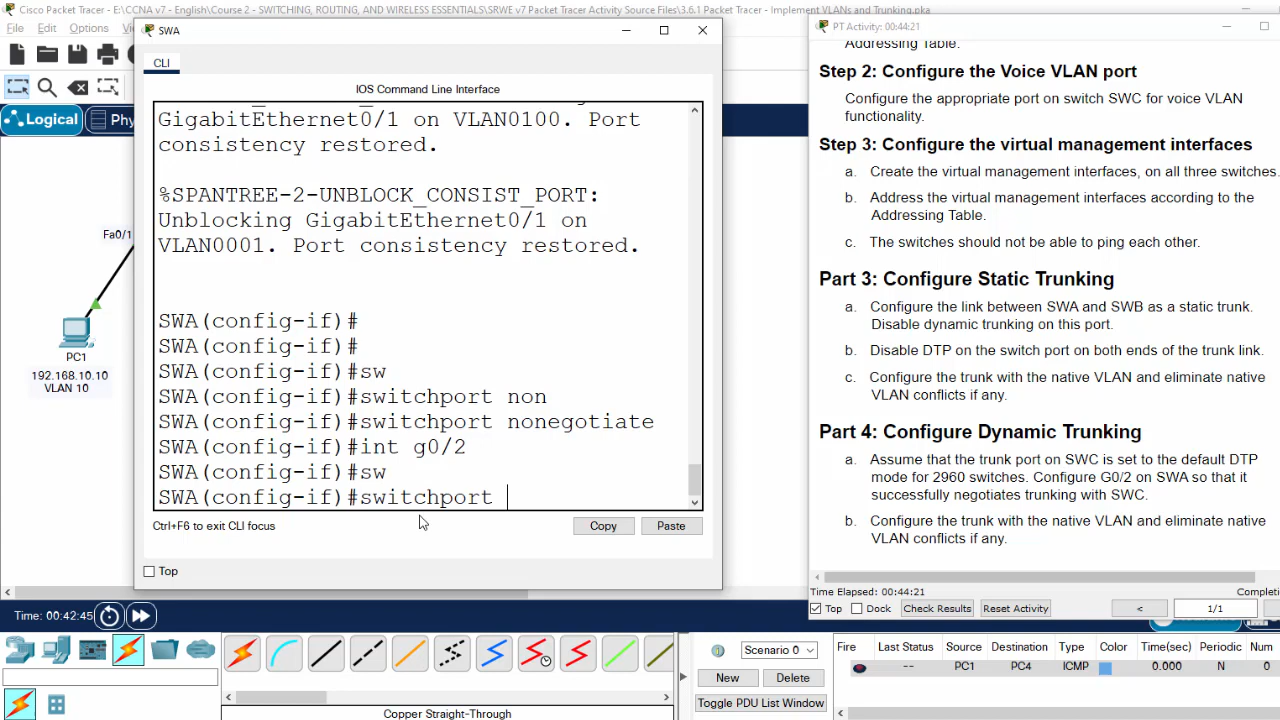 Cisco Packet Tracer - E:\CCNA v7 - English\Course 2 - SWITCHING, ROUTING, AND WIRELESS ESSENTIALS\SRWE v7 Packet Tracer Activity Source Files\3.6.1 Packet Tracer - Implement VLANs and Trunking.pka
File Edit View Options
Logical
Phy
Fa0/1
PC1
192.168.10.10
VLAN 10
SWA
CLI
IOS Command Line Interface
GigabitEthernet0/1 on VLAN0100. Port
consistency restored.
%SPANTREE-2-UNBLOCK_CONSIST_PORT:
Unblocking GigabitEthernet0/1 on
VLAN0001. Port consistency restored.
SWA(config-if)#
SWA(config-if)#
SWA(config-if)#sw
SWA(config-if)#switchport non
SWA(config-if)#switchport nonegotiate
SWA(config-if)#int g0/2
SWA(config-if)#sw
SWA(config-if)#switchport
Ctrl+F6 to exit CLI focus
Copy
Paste
Top
PT Activity: 00:44:21
Addressing Table.
Step 2: Configure the Voice VLAN port
Configure the appropriate port on switch SWC for voice VLAN
functionality.
Step 3: Configure the virtual management interfaces
a. Create the virtual management interfaces, on all three switches.
b. Address the virtual management interfaces according to the
Addressing Table.
c. The switches should not be able to ping each other.
Part 3: Configure Static Trunking
a. Configure the link between SWA and SWB as a static trunk.
Disable dynamic trunking on this port.
b. Disable DTP on the switch port on both ends of the trunk link.
c. Configure the trunk with the native VLAN and eliminate native
VLAN conflicts if any.
Part 4: Configure Dynamic Trunking
a. Assume that the trunk port on SWC is set to the default DTP
mode for 2960 switches. Configure G0/2 on SWA so that it
successfully negotiates trunking with SWC.
b. Configure the trunk with the native VLAN and eliminate native
VLAN conflicts if any.
Time Elapsed: 00:44:21
Completi
Top
Dock
Check Results
Reset Activity
<
1/1
Time: 00:42:45
Scenario 0
New
Delete
Toggle PDU List Window
Fire Last Status Source Destination Type Color Time(sec) Periodic Num
-- PC1 PC4 ICMP 0.000 N 0
Copper Straight-Through